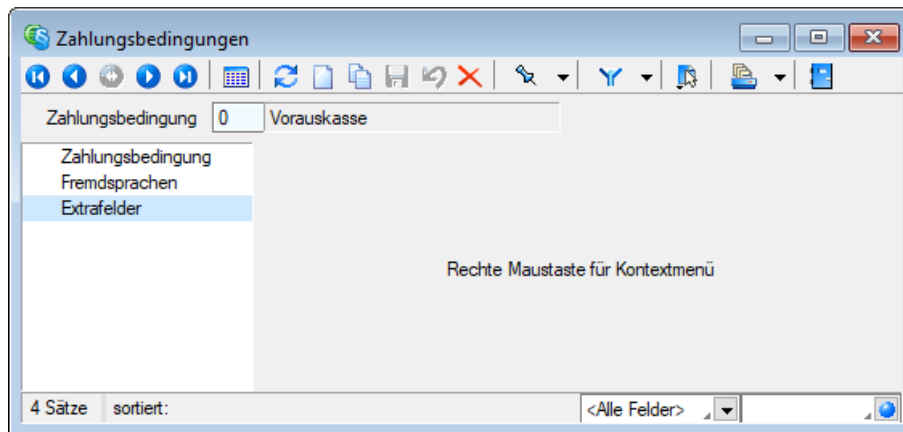 Zahlungsbedingungen
Zahlungsbedingung 0 Vorauskasse
Zahlungsbedingung
Fremdsprachen
Extrafelder
Rechte Maustaste für Kontextmenü
4 Sätze sortiert: <Alle Felder>